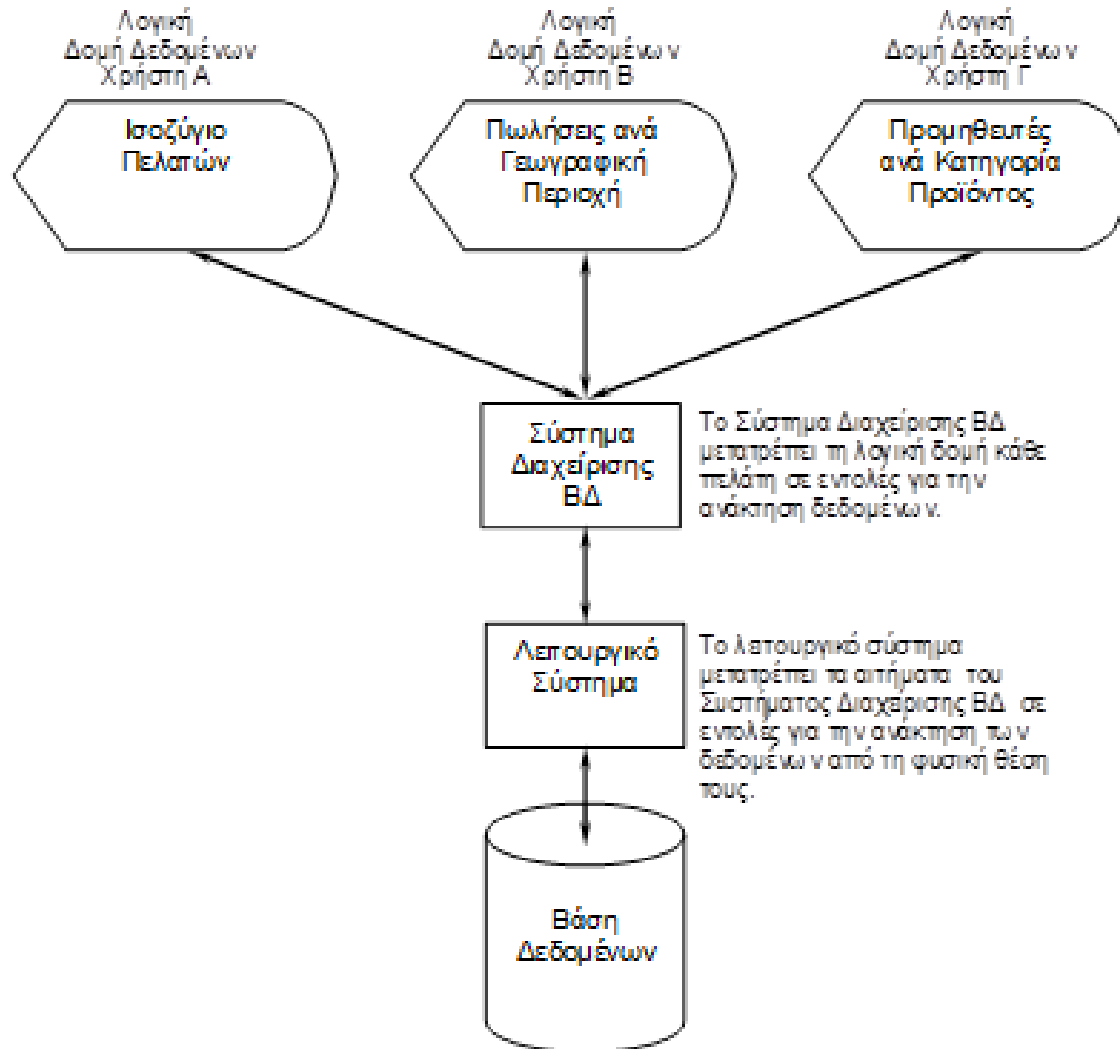 Λογική
Δομή Δεδομένων
Χρήστη Α
Λογική
Δομή Δεδομένων
Χρήστη Β
Λογική
Δομή Δεδομένων
Χρήστη Γ
Ισοζύγιο
Πελατών
Πωλήσεις ανά
Γεωγραφική
Περιοχή
Προμηθευτές
ανά Κατηγορία
Προϊόντος
Σύστημα
Διαχείρισης
ΒΔ
Το Σύστημα Διαχείρισης ΒΔ
μετατρέπει τη λογική δομή κάθε
πελάτη σε εντολές για την
ανάκτηση δεδομένων.
Λειτουργικό
Σύστημα
Το λειτουργικό σύστημα
μετατρέπει τα αιτήματα του
Συστήματος Διαχείρισης ΒΔ σε
εντολές για την ανάκτηση των
δεδομένων από τη φυσική θέση
τους.
Βάση
Δεδομένων